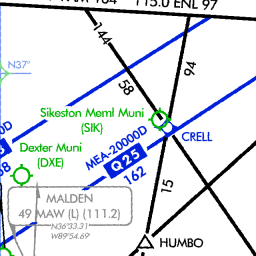 115.0 ENL 97
144
N37°
58
94
Sikeston Meml Muni
(SIK)
CRELL
Dexter Muni
(DXE)
MEA-20000D
Q25
162
15
MALDEN
49 MAW (L) (111.2)
N36°33.31
W89°54.69
HUMBO